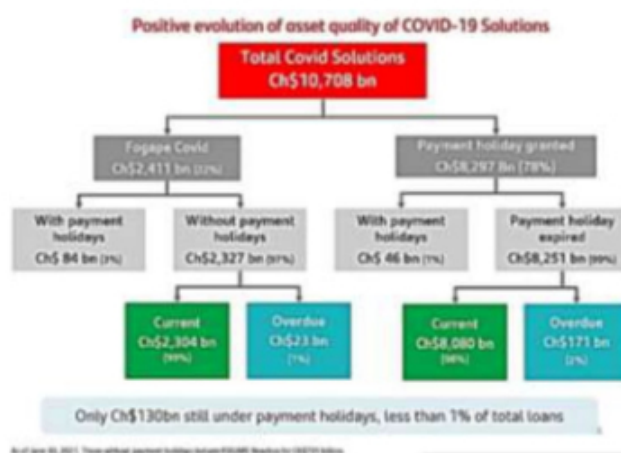 Positive evolution of asset quality of COVID-19 Solutions
Total Covid Solutions
Ch$10,708 bn
Fogape Covid
Ch$2,411 bn (22%)
Payment holiday granted
Ch$8,297 Bn (78%)
With payment
holidays
Ch$ 84 bn (3%)
Without payment
holidays
Ch$2,327 bn (97%)
With payment
holidays
Ch$ 46 bn (1%)
Payment holiday
expired
Ch$8,251 bn (99%)
Current
Ch$2,304 bn
(99%)
Overdue
Ch$23 bn
(1%)
Current
Ch$8,080 bn
(98%)
Overdue
Ch$171 bn
(2%)
Only Ch$130bn still under payment holidays, less than 1% of total loans
As of June 30, 2021.